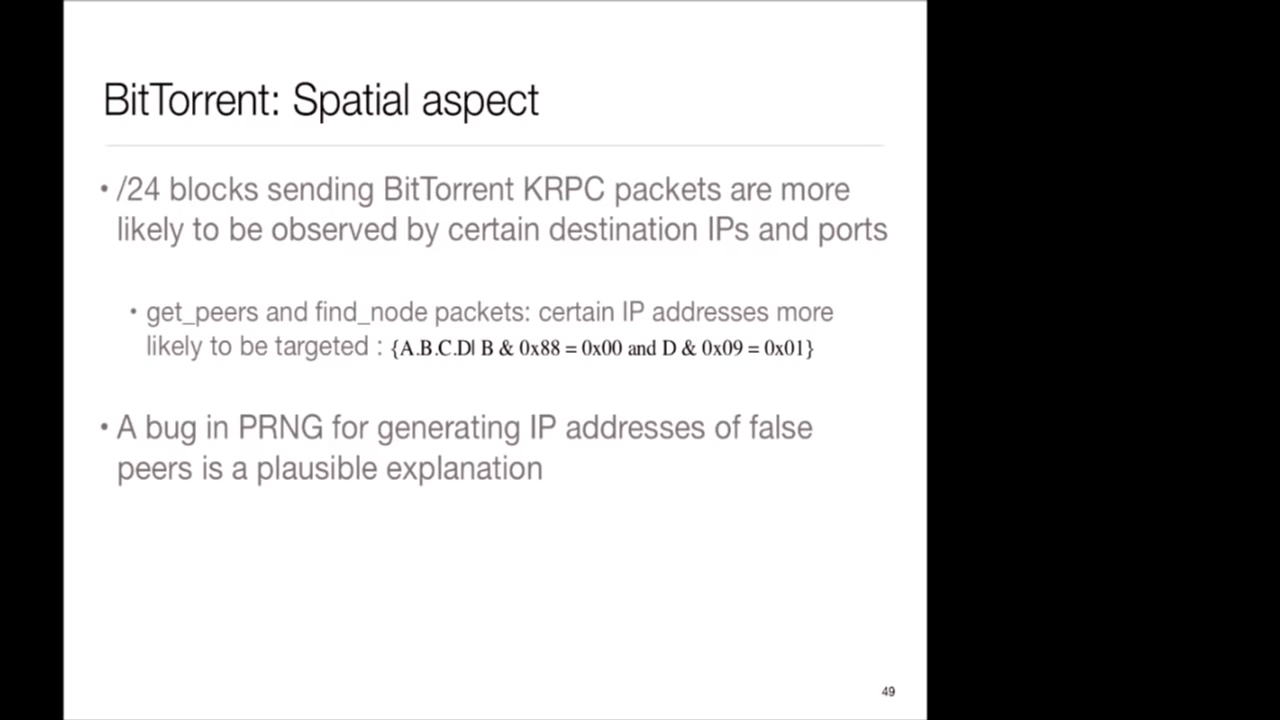 BitTorrent: Spatial aspect
• /24 blocks sending BitTorrent KRPC packets are more
likely to be observed by certain destination IPs and ports
• get_peers and find_node packets: certain IP addresses more
likely to be targeted : {A.B.C.D| B & 0x88 = 0x00 and D & 0x09 = 0x01}
• A bug in PRNG for generating IP addresses of false
peers is a plausible explanation
49